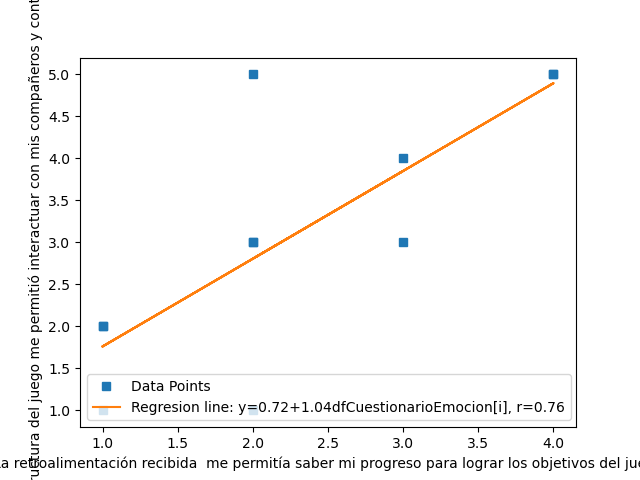 ructura del juego me permitió interactuar con mis compañeros y cont
5.0
4.5
4.0
3.5
3.0
2.5
2.0
1.5
1.0
Data Points
Regresion line: y=0.72+1.04dfCuestionarioEmocion[i], r=0.76
1.0 1.5 2.0 2.5 3.0 3.5 4.0
a retroalimentación recibida  me permitía saber mi progreso para lograr los objetivos del jue